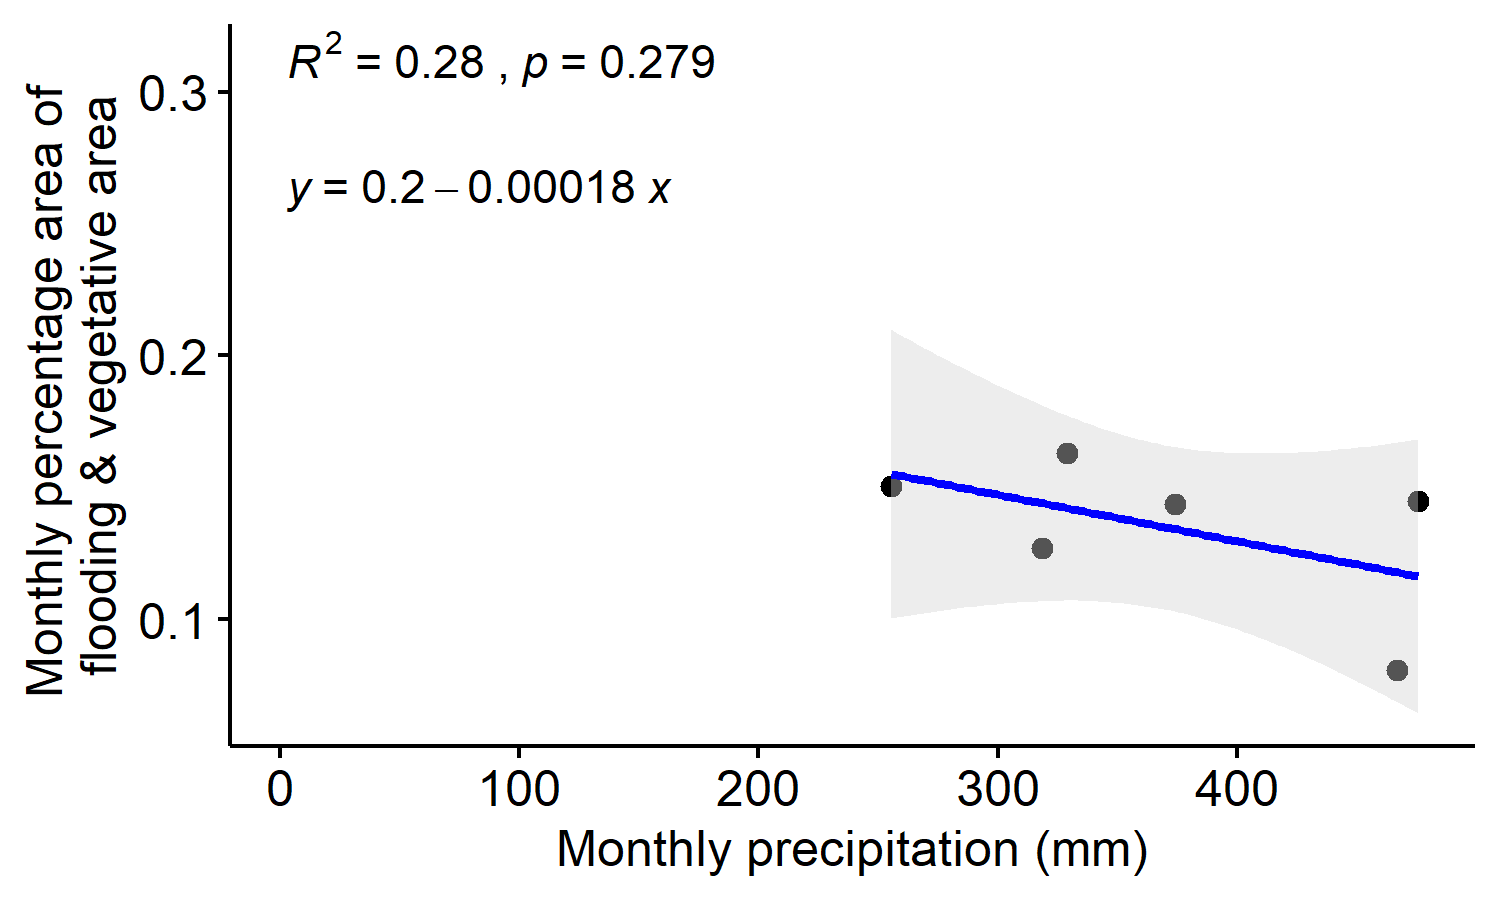 R² = 0.28 , p = 0.279
y = 0.2 – 0.00018 x
Monthly percentage area of
flooding & vegetative area
0.3
0.2
0.1
0 100 200 300 400
Monthly precipitation (mm)